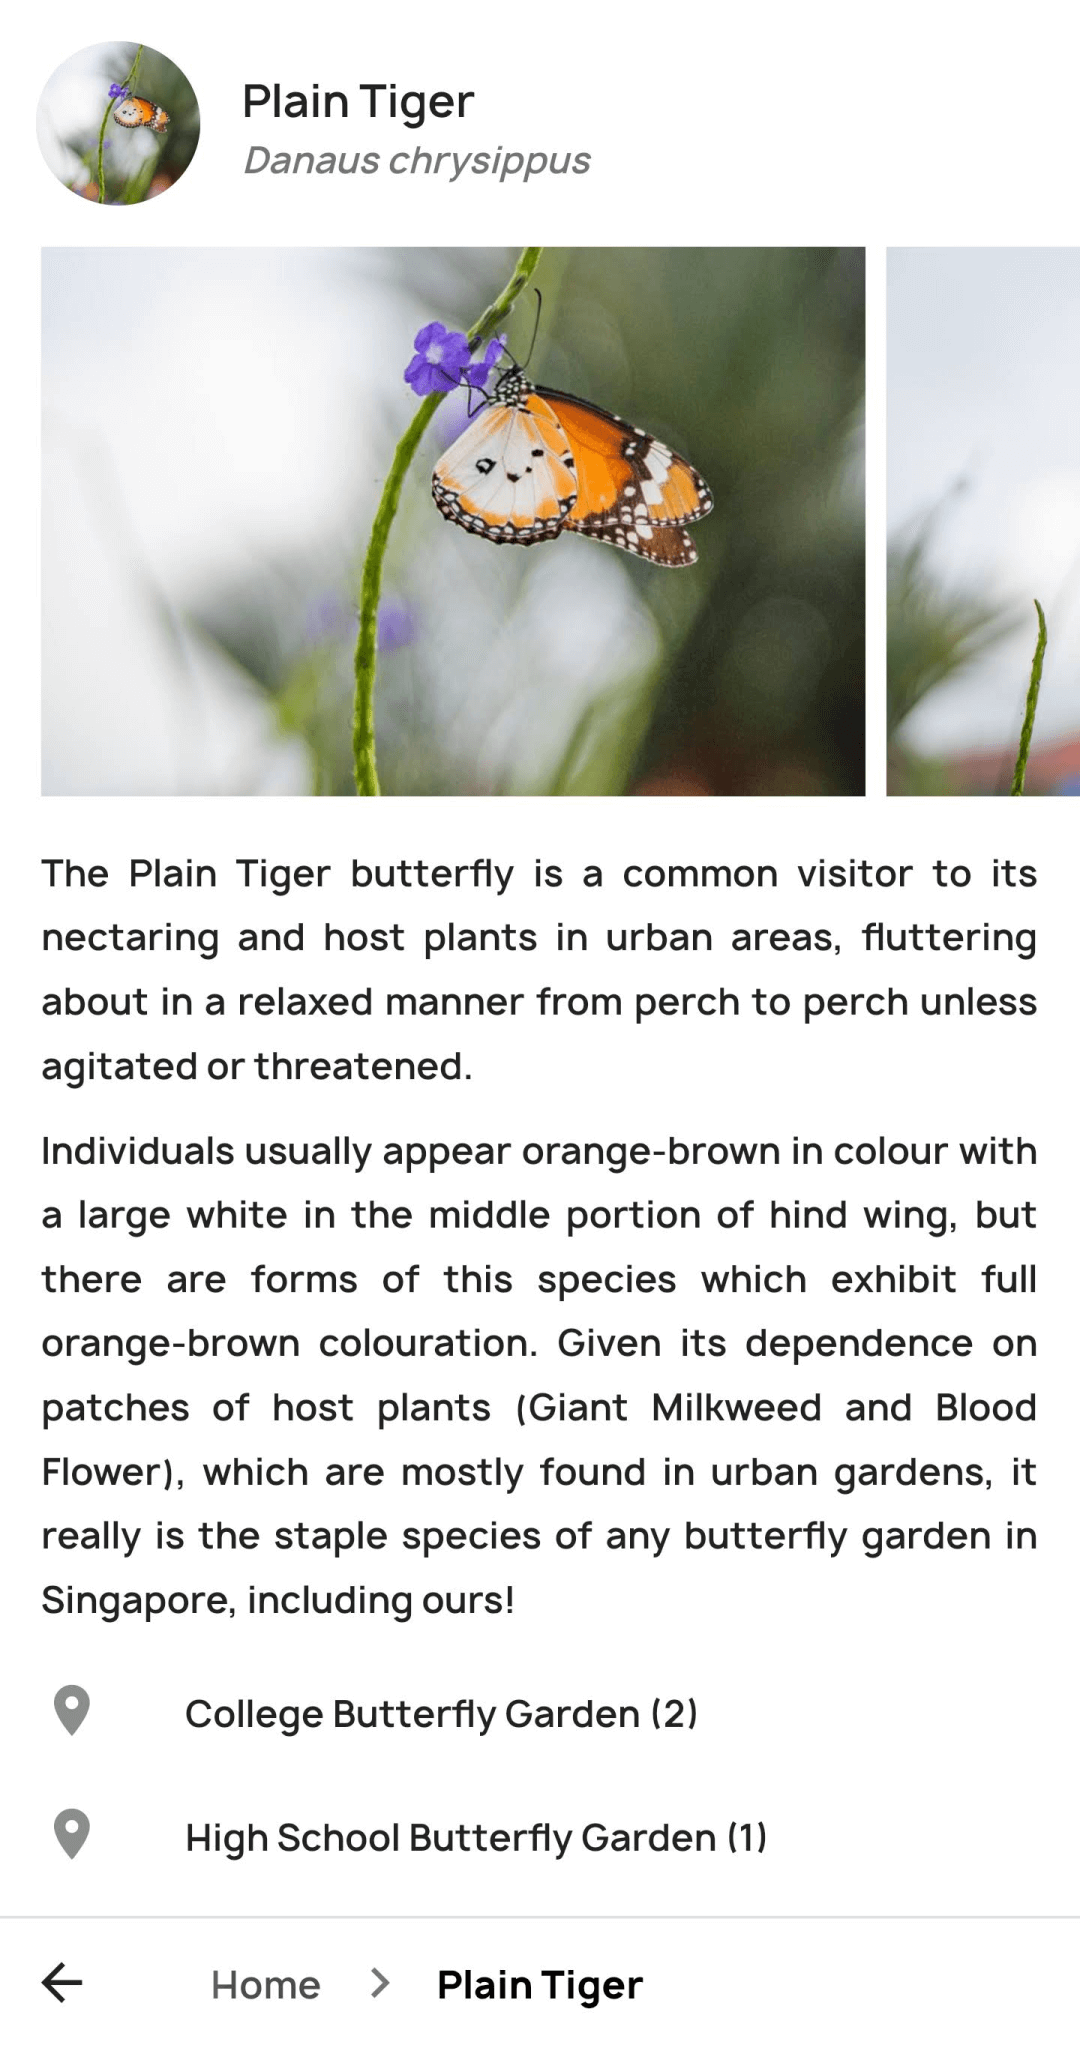 Plain Tiger
Danaus chrysippus
The Plain Tiger butterfly is a common visitor to its
nectaring and host plants in urban areas, fluttering
about in a relaxed manner from perch to perch unless
agitated or threatened.
Individuals usually appear orange-brown in colour with
a large white in the middle portion of hind wing, but
there are forms of this species which exhibit full
orange-brown colouration. Given its dependence on
patches of host plants (Giant Milkweed and Blood
Flower), which are mostly found in urban gardens, it
really is the staple species of any butterfly garden in
Singapore, including ours!
College Butterfly Garden (2)
High School Butterfly Garden (1)
Home > Plain Tiger